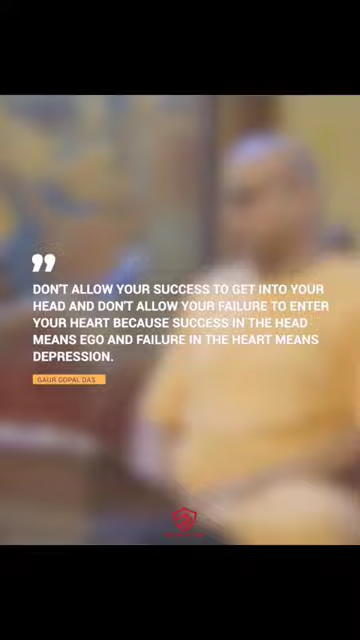 DON'T ALLOW YOUR SUCCESS TO GET INTO YOUR
HEAD AND DON'T ALLOW YOUR FAILURE TO ENTER
YOUR HEART BECAUSE SUCCESS IN THE HEAD
MEANS EGO AND FAILURE IN THE HEART MEANS
DEPRESSION.
GAUR GOPAL DAS